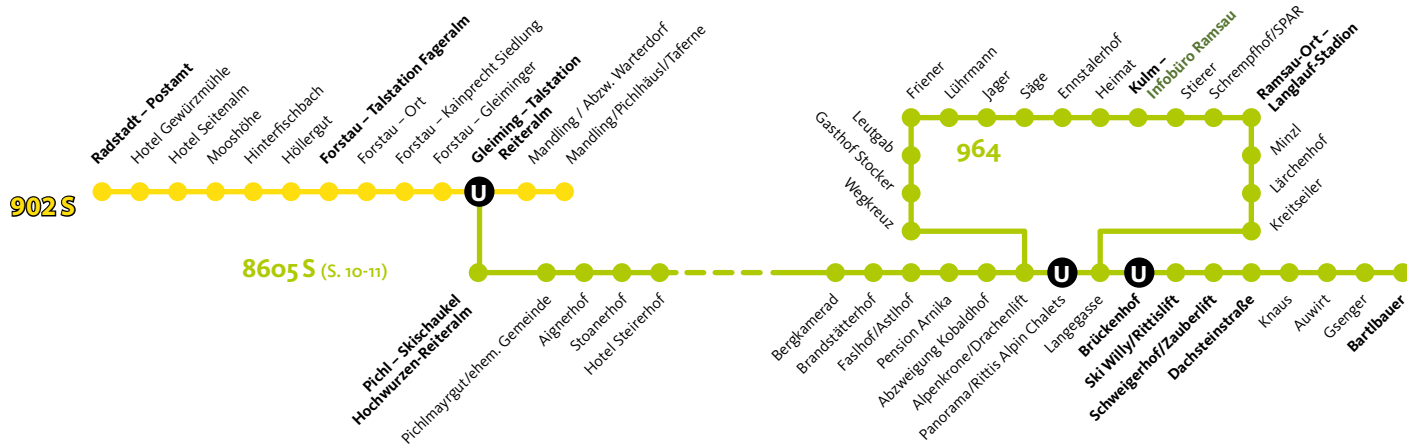 Radstadt – Postamt
Hotel Gewürzmühle
Hotel Seitenalm
Mooshöhe
Hinterfischbach
Höllergut
Forstau – Talstation Fageralm
Forstau – Ort
Forstau – Kainprecht Siedlung
Forstau – Gleiminger
Gleiming – Talstation
Reiteralm
Mandling / Abzw. Warterdorf
Mandling/Pichlhäusl/Taferne
902 S
U
8605 S (S. 10-11)
Pichl – Skischaukel
Hochwurzen-Reiteralm
Pichlmayrgut/ehem. Gemeinde
Aignerhof
Stoanerhof
Hotel Steirerhof
Wegkreuz
Gasthof Stocker
Leutgab
Friener
Lührmann
Jager
Säge
Ennstalerhof
Heimat
Kulm –
Infobüro Ramsau
Stierer
Schrempfhof/SPAR
Ramsau-Ort –
Langlauf-Stadion
Minzl
Lärchenhof
Kreitseiler
964
U
U
Bergkamerad
Brandstätterhof
Faslhof/Astlhof
Pension Arnika
Abzweigung Kobaldhof
Alpenkrone/Drachenlift
Panorama/Rittis Alpin Chalets
Langegasse
Brückenhof
Ski Willy/Rittislift
Schweigerhof/Zauberlift
Dachsteinstraße
Knaus
Auwirt
Gsenger
Bartlbauer